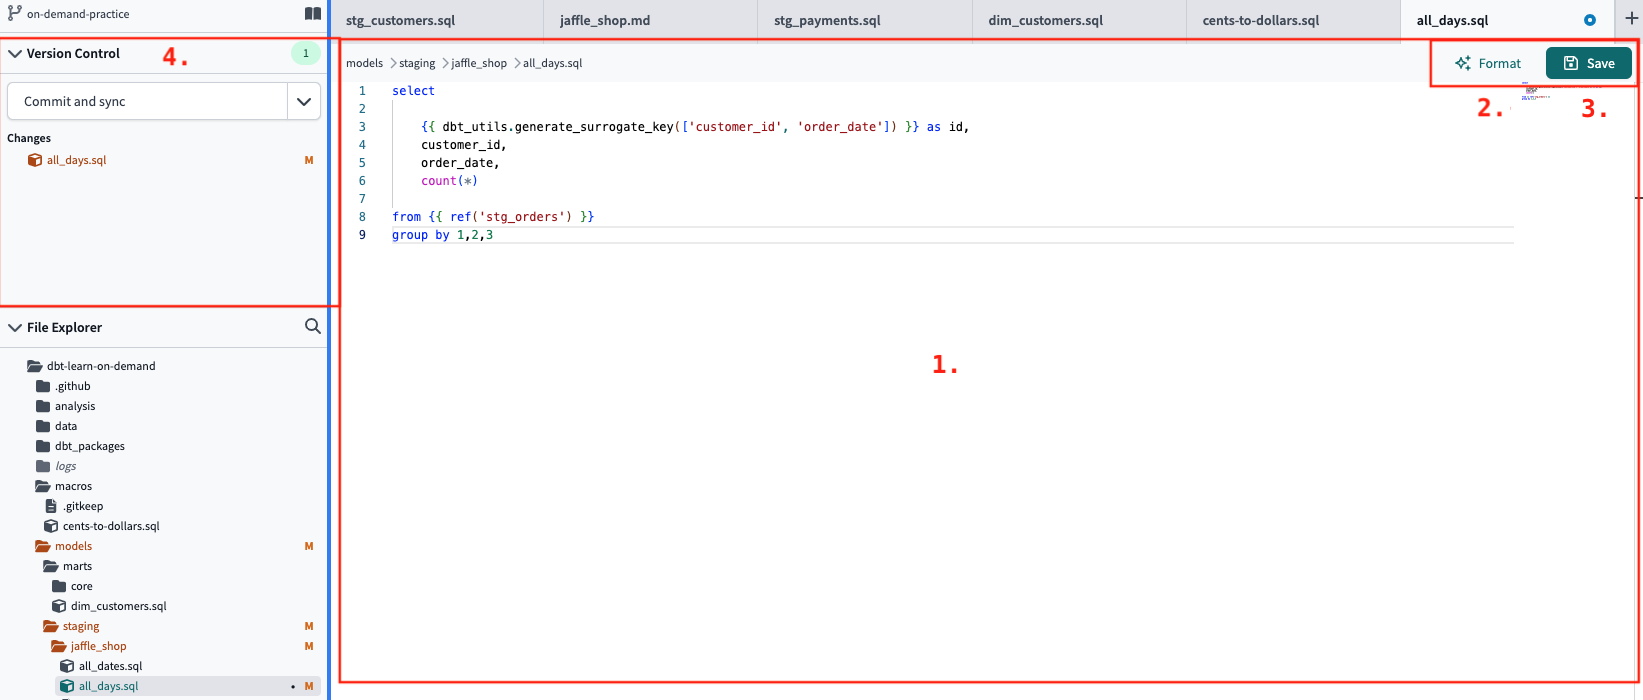 on-demand-practice
Version Control
4.
1
Commit and sync
Changes
all_days.sql M
File Explorer
dbt-learn-on-demand
.github
analysis
data
dbt_packages
logs
macros
.gitkeep
cents-to-dollars.sql
models M
marts
core
dim_customers.sql
staging M
jaffle_shop M
all_dates.sql
all_days.sql • M
stg_customers.sql
jaffle_shop.md
stg_payments.sql
dim_customers.sql
cents-to-dollars.sql
all_days.sql
models > staging > jaffle_shop > all_days.sql
Format
Save
2.
3.
1 select
2
3 {{ dbt_utils.generate_surrogate_key(['customer_id', 'order_date']) }} as id,
4 customer_id,
5 order_date,
6 count(*)
7
8 from {{ ref('stg_orders') }}
9 group by 1,2,3
1.